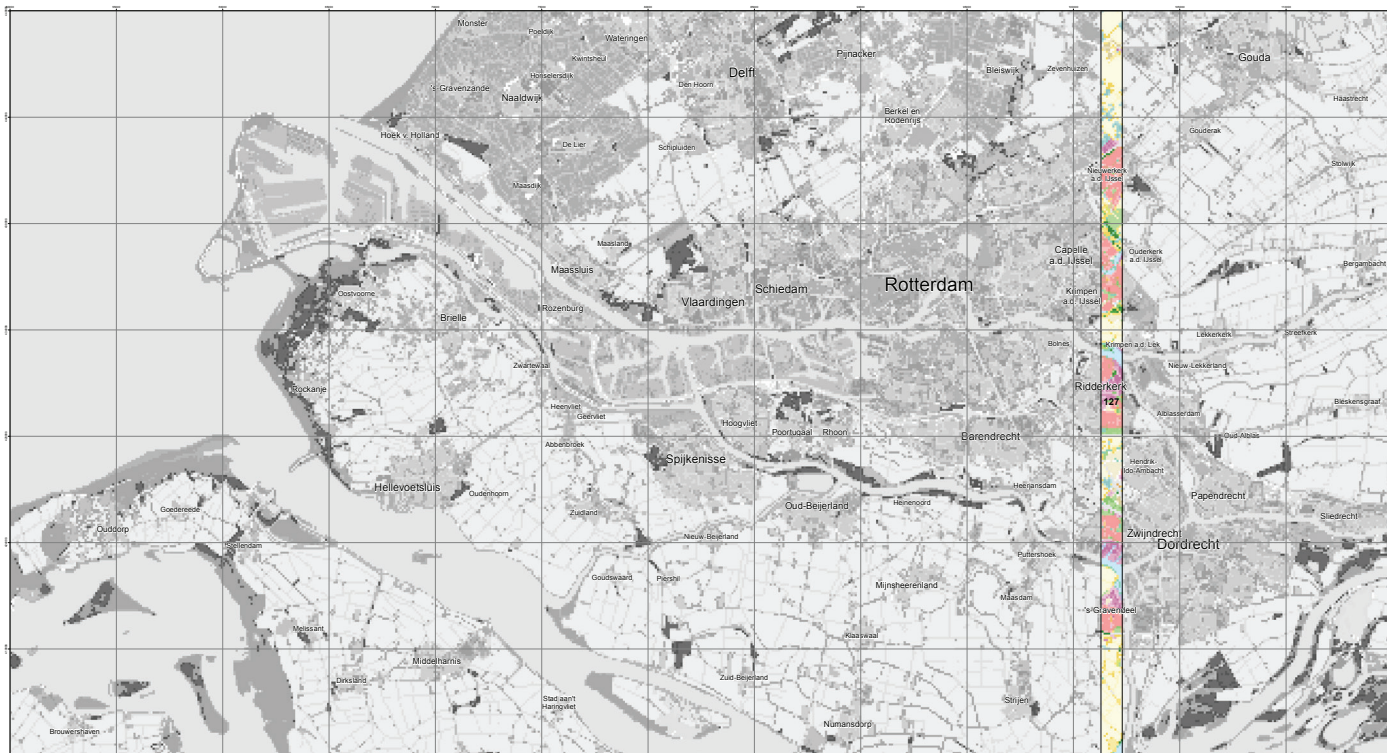 Monster
Poeldijk
Wateringen
Kwintsheul
Honselersdijk
's Gravenzande
Naaldwijk
Den Hoorn
Delft
Pijnacker
Bleiswijk
Zevenhuizen
Gouda
Haastrecht
Berkel en
Rodenrijs
Gouderak
Stolwijk
Hoek v. Holland
De Lier
Schipluiden
Maasdijk
Nieuwerkerk
a.d. IJssel
Maasland
Capelle
a.d. IJssel
Ouderkerk
a.d. IJssel
Bergambacht
Maassluis
Oostvoorne
Brielle
Rozenburg
Vlaardingen
Schiedam
Rotterdam
Krimpen
a.d. IJssel
Lekkerkerk
Streefkerk
Bolnes
Krimpen a.d. Lek
Zwartewaal
Nieuw-Lekkerland
Rockanje
Ridderkerk
127
Bleskensgraaf
Heenvliet
Geervliet
Alblasserdam
Hoogvliet
Poortugaal
Rhoon
Barendrecht
Oud-Alblas
Abbenbroek
Spijkenisse
Hendrik-
Ido-Ambacht
Hellevoetsluis
Oudenhoorn
Heerjansdam
Heinenoord
Papendrecht
Goedereede
Zuidland
Oud-Beijerland
Sliedrecht
Ouddorp
Nieuw-Beijerland
Zwijndrecht
Dordrecht
Stellendam
Puttershoek
Goudswaard
Piershil
Mijnsheerenland
Maasdam
's Gravendeel
Melissant
Klaaswaal
Middelharnis
Dirksland
Zuid-Beijerland
Stad aan't
Haringvliet
Strijen
Numansdorp
Brouwershaven